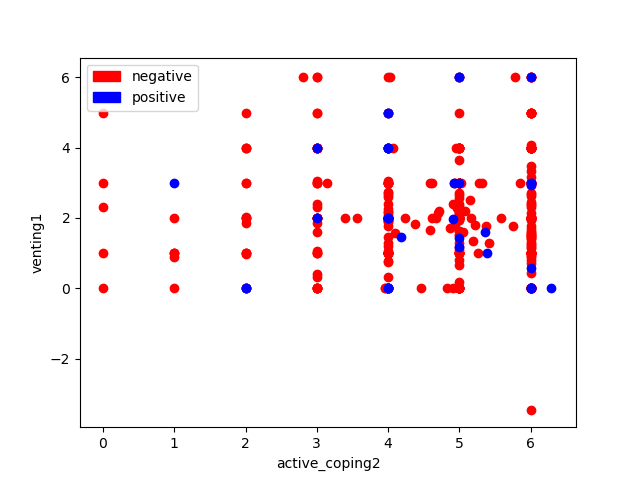 negative
positive
venting1
6
4
2
0
−2
0 1 2 3 4 5 6
active_coping2